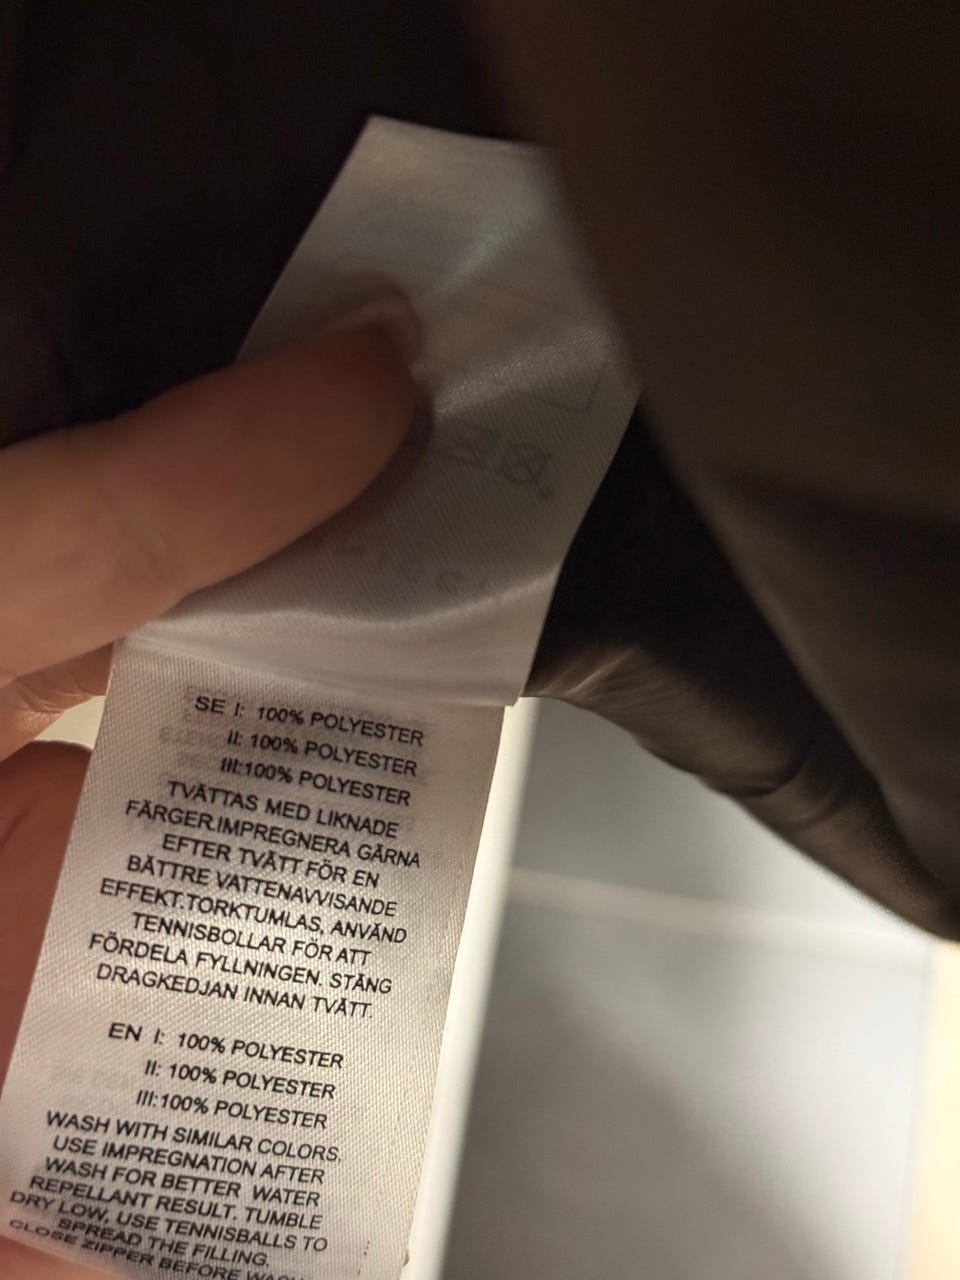 SE I: 100% POLYESTER
II: 100% POLYESTER
III:100% POLYESTER
TVÄTTAS MED LIKNADE
FÄRGER.IMPREGNERA GÄRNA
EFTER TVÄTT FÖR EN
BÄTTRE VATTENAVVISANDE
EFFEKT.TORKTUMLAS, ANVÄND
TENNISBOLLAR FÖR ATT
FÖRDELA FYLLNINGEN. STÄNG
DRAGKEDJAN INNAN TVÄTT.
EN I: 100% POLYESTER
II: 100% POLYESTER
III:100% POLYESTER
WASH WITH SIMILAR COLORS.
USE IMPREGNATION AFTER
WASH FOR BETTER WATER
REPELLANT RESULT. TUMBLE
DRY LOW, USE TENNISBALLS TO
SPREAD THE FILLING.
CLOSE ZIPPER BEFORE